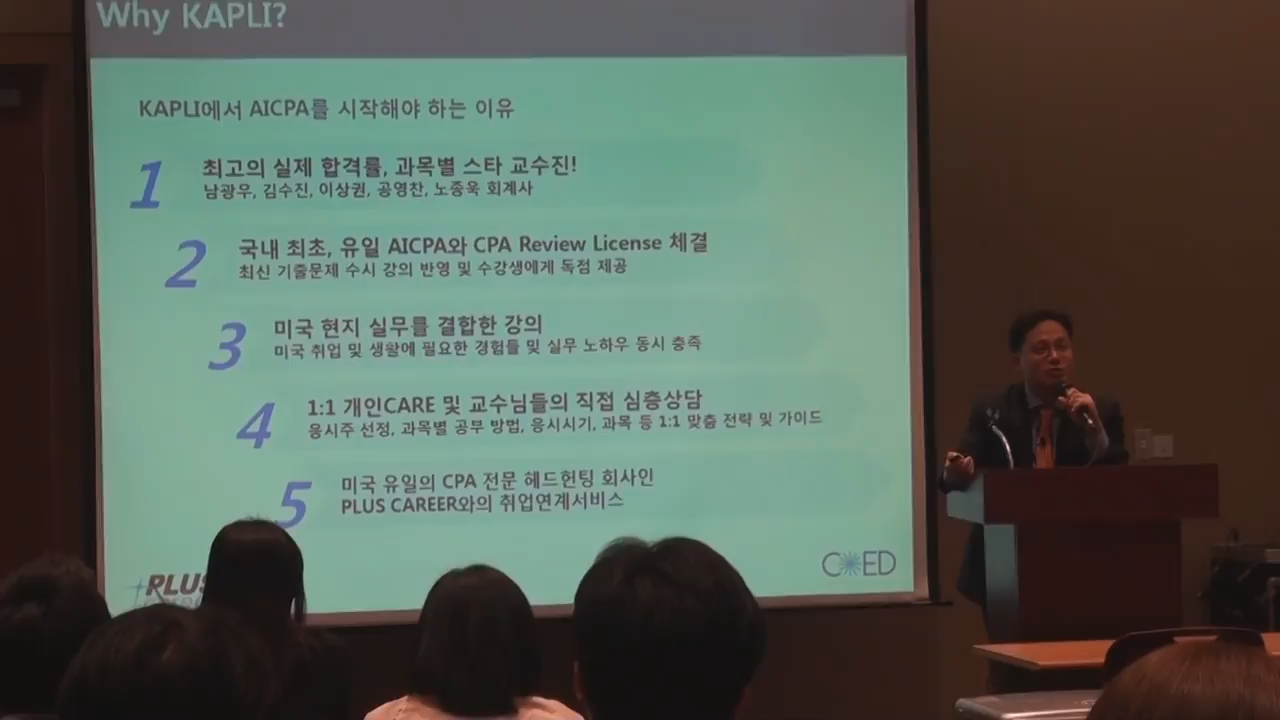 Why KAPLI?
KAPLI에서 AICPA를 시작해야 하는 이유
1
최고의 실제 합격률, 과목별 스타 교수진!
남광우, 김수진, 이상권, 공영찬, 노종욱 회계사
2
국내 최초, 유일 AICPA와 CPA Review License 체결
최신 기출문제 수시 강의 반영 및 수강생에게 독점 제공
3
미국 현지 실무를 결합한 강의
미국 취업 및 생활에 필요한 경험들 및 실무 노하우 동시 충족
4
1:1 개인CARE 및 교수님들의 직접 심층상담
응시주 선정, 과목별 공부 방법, 응시시기, 과목 등 1:1 맞춤 전략 및 가이드
5
미국 유일의 CPA 전문 헤드헌팅 회사인
PLUS CAREER와의 취업연계서비스
PLUS
COED